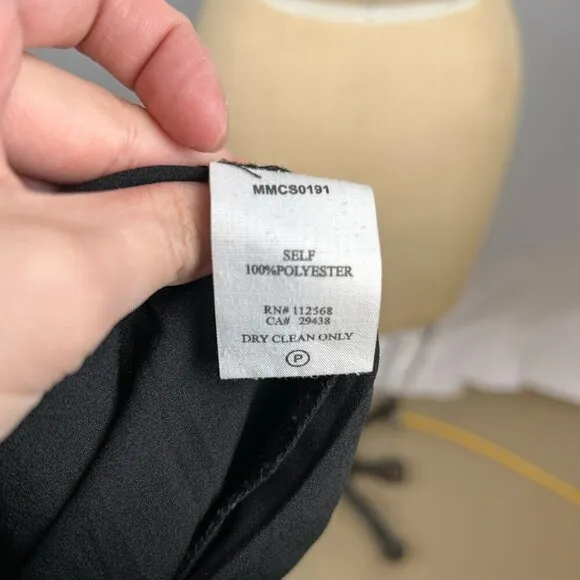 MMCS0191
SELF
100%POLYESTER
RN# 112568
CA# 29438
DRY CLEAN ONLY
P